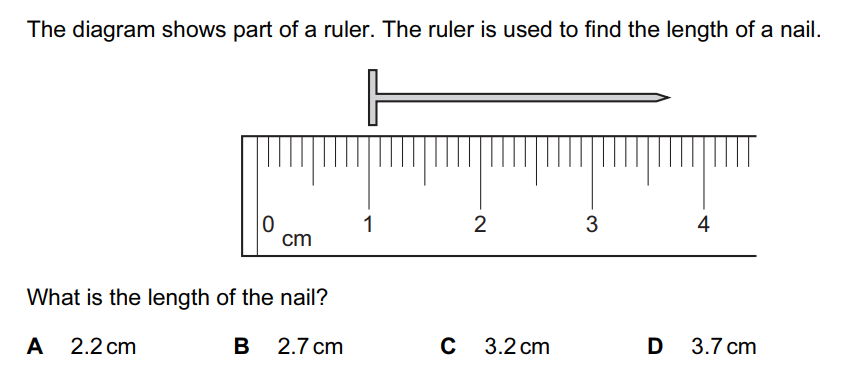 The diagram shows part of a ruler. The ruler is used to find the length of a nail.
0 1 2 3 4
cm
What is the length of the nail?
A 2.2 cm B 2.7 cm C 3.2 cm D 3.7 cm